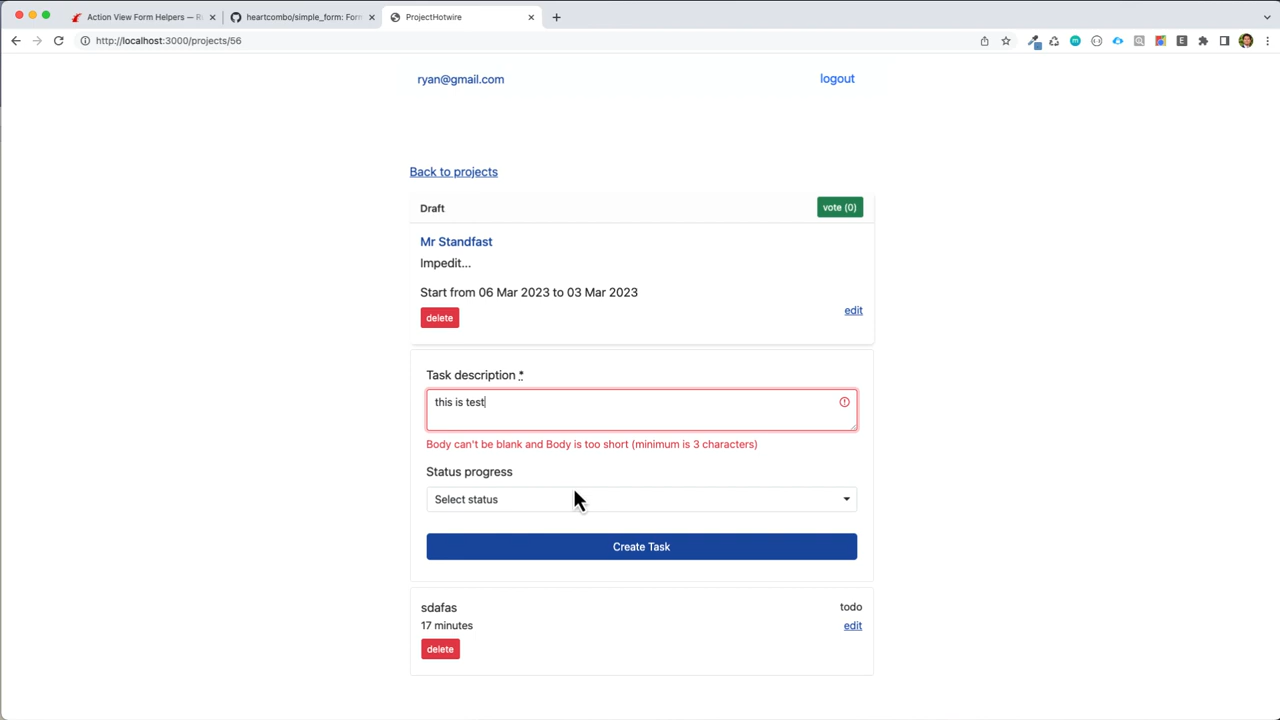 Action View Form Helpers — R
heartcombo/simple_form: For
ProjectHotwire
http://localhost:3000/projects/56
ryan@gmail.com
logout
Back to projects
Draft
vote (0)
Mr Standfast
Impedit...
Start from 06 Mar 2023 to 03 Mar 2023
delete
edit
Task description *
this is test
Body can't be blank and Body is too short (minimum is 3 characters)
Status progress
Select status
Create Task
sdafas
todo
17 minutes
edit
delete